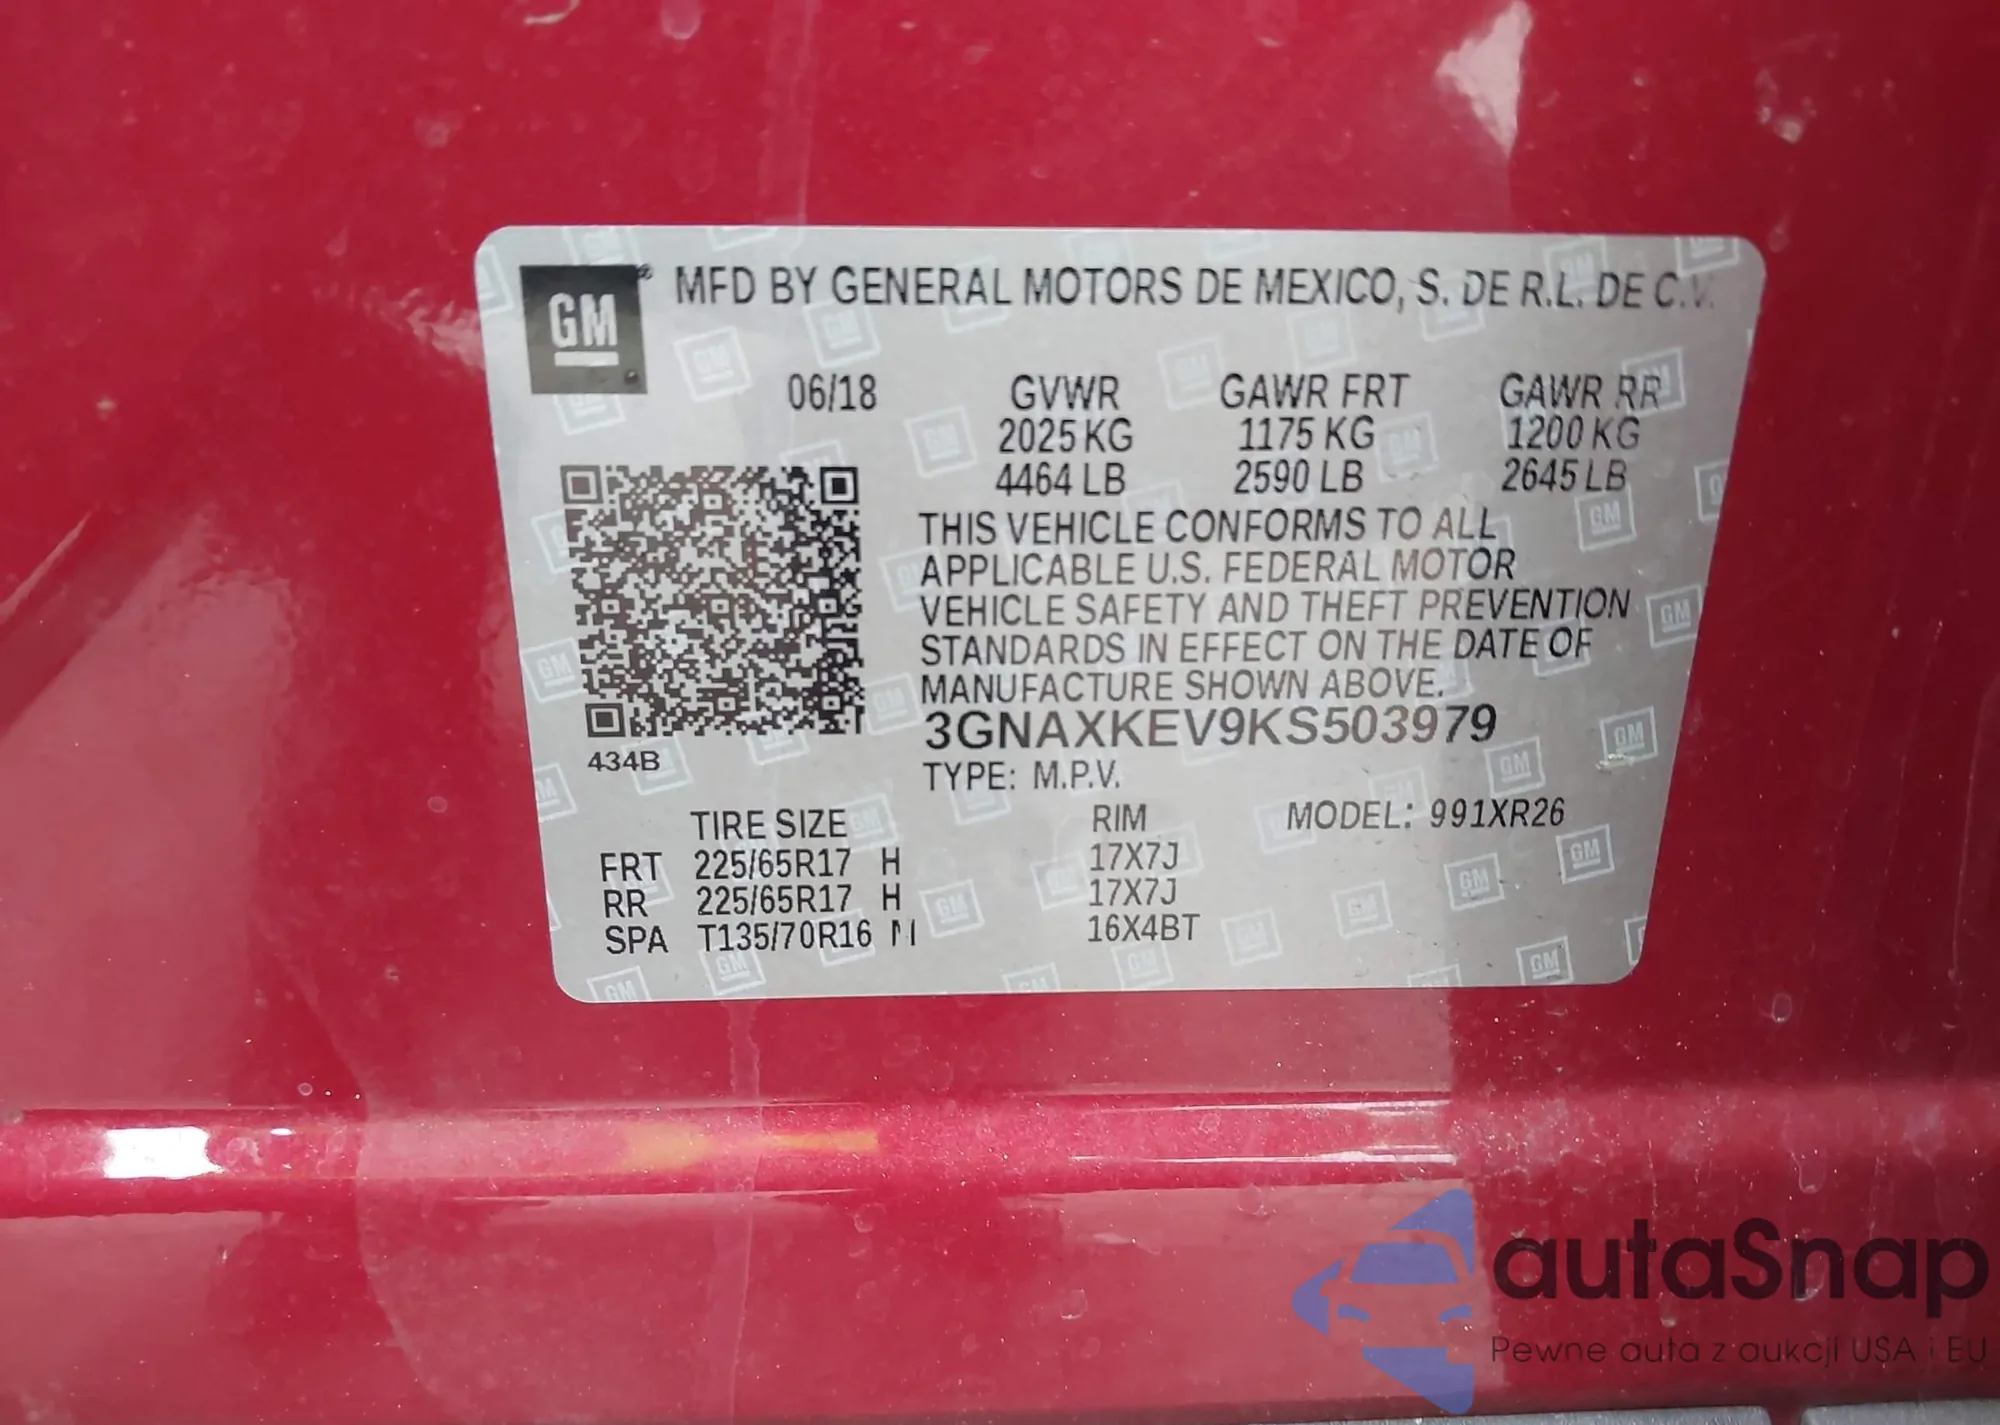 GM
MFD BY GENERAL MOTORS DE MEXICO, S. DE R.L. DE C.V.
06/18 GVWR GAWR FRT GAWR RR
2025 KG 1175 KG 1200 KG
4464 LB 2590 LB 2645 LB
THIS VEHICLE CONFORMS TO ALL
APPLICABLE U.S. FEDERAL MOTOR
VEHICLE SAFETY AND THEFT PREVENTION
STANDARDS IN EFFECT ON THE DATE OF
MANUFACTURE SHOWN ABOVE.
3GNAXKEV9KS503979
434B
TYPE: M.P.V.
TIRE SIZE RIM MODEL: 991XR26
FRT 225/65R17 H 17X7J
RR 225/65R17 H 17X7J
SPA T135/70R16 M 16X4BT
autaSnap
Pewne auta z aukcji USA i EU